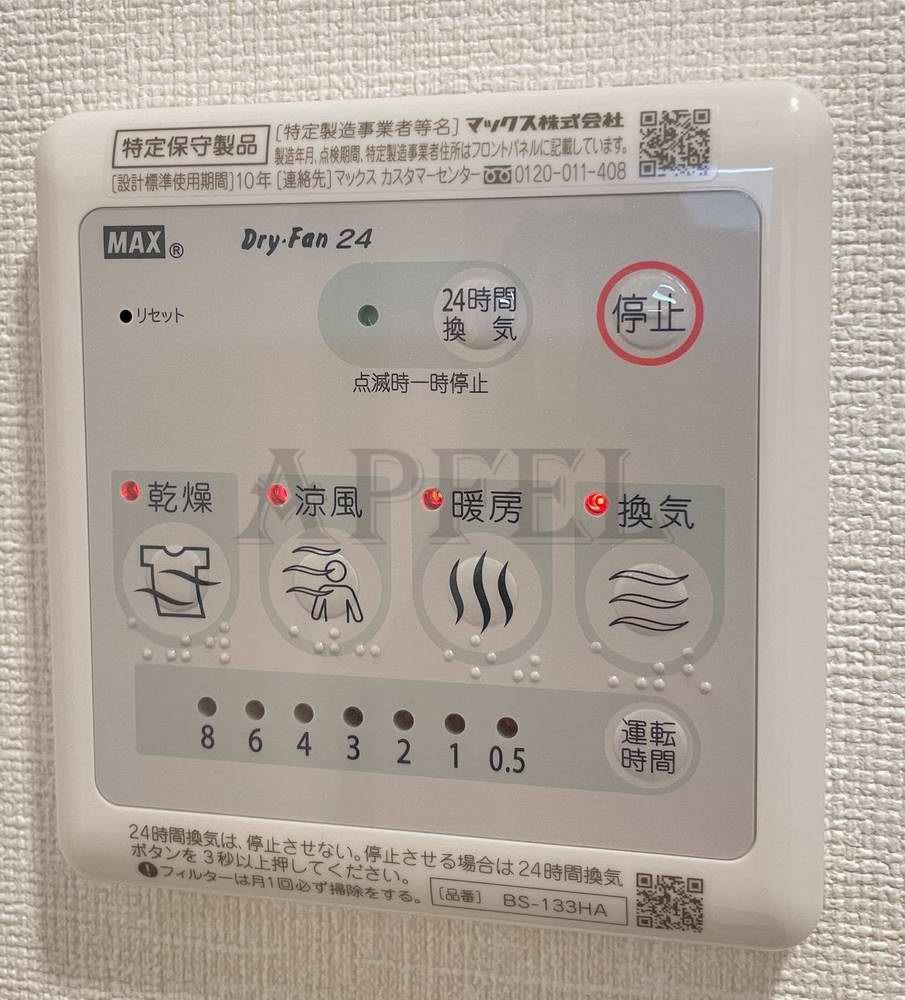 特定保守製品
[特定製造事業者等名] マックス株式会社
製造年月、点検期間、特定製造事業者住所はフロントパネルに記載しています。
[設計標準使用期間]10年 [連絡先]マックス カスタマーセンター 0120-011-408
MAX® Dry·Fan 24
リセット
24時間
換気
停止
点滅時一時停止
APFEL
乾燥 涼風 暖房 換気
8 6 4 3 2 1 0.5
運転
時間
24時間換気は、停止させない。停止させる場合は24時間換気
ボタンを3秒以上押してください。
フィルターは月1回必ず掃除をする。
[品番] BS-133HA